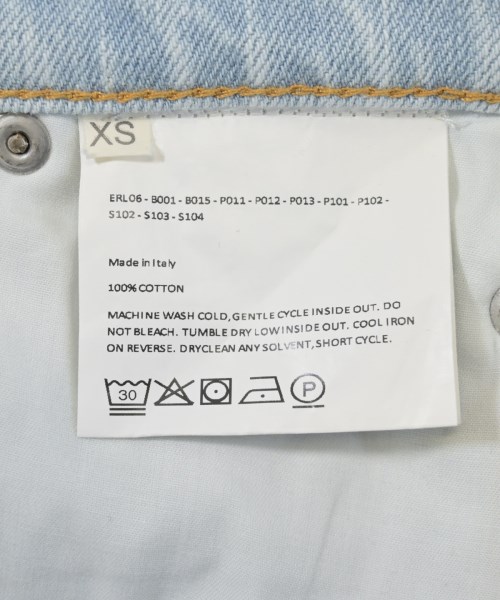 XS
ERL06 - B001 - B015 - P011 - P012 - P013 - P101 - P102 -
S102 - S103 - S104
Made in Italy
100% COTTON
MACHINE WASH COLD, GENTLE CYCLE INSIDE OUT. DO
NOT BLEACH. TUMBLE DRY LOW INSIDE OUT. COOL IRON
ON REVERSE. DRYCLEAN ANY SOLVENT, SHORT CYCLE.
30 P